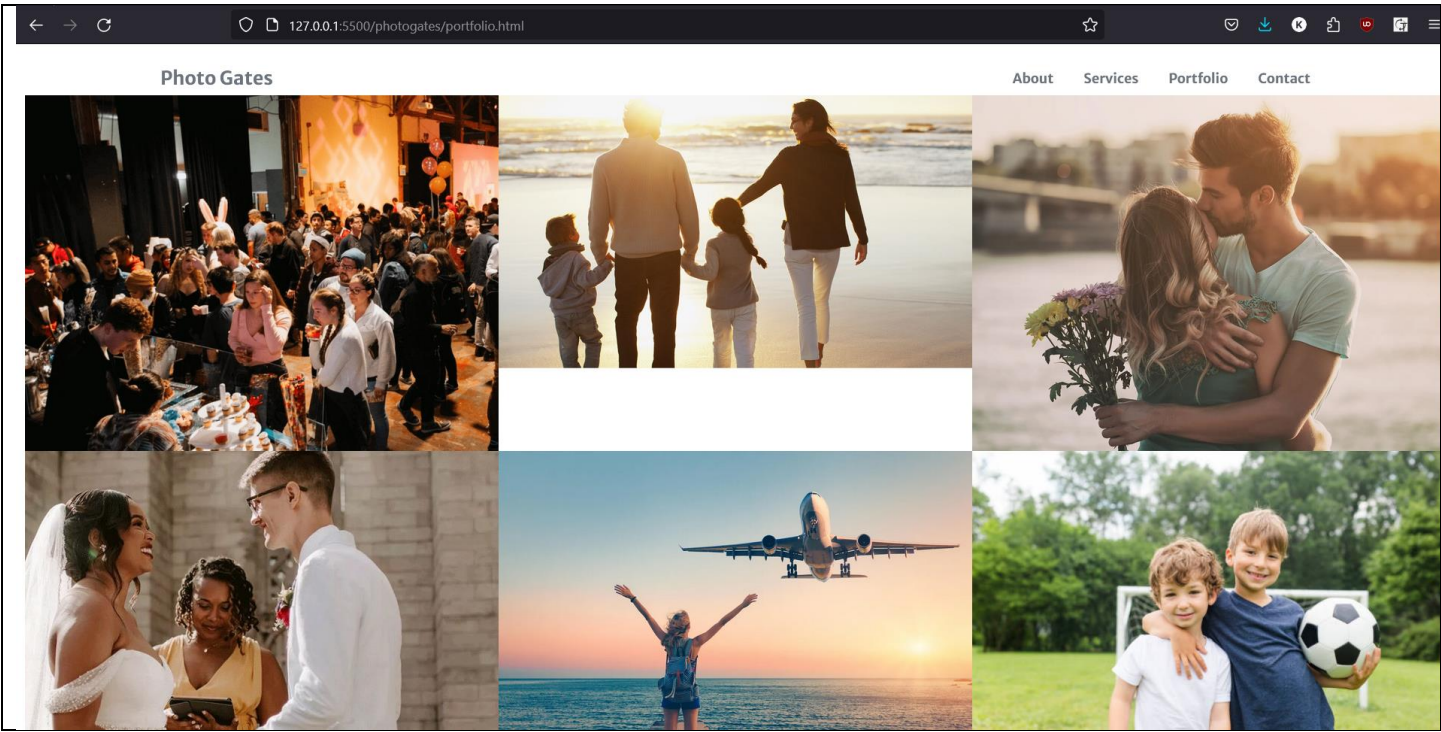 127.0.0.1:5500/photogates/portfolio.html
Photo Gates
About Services Portfolio Contact